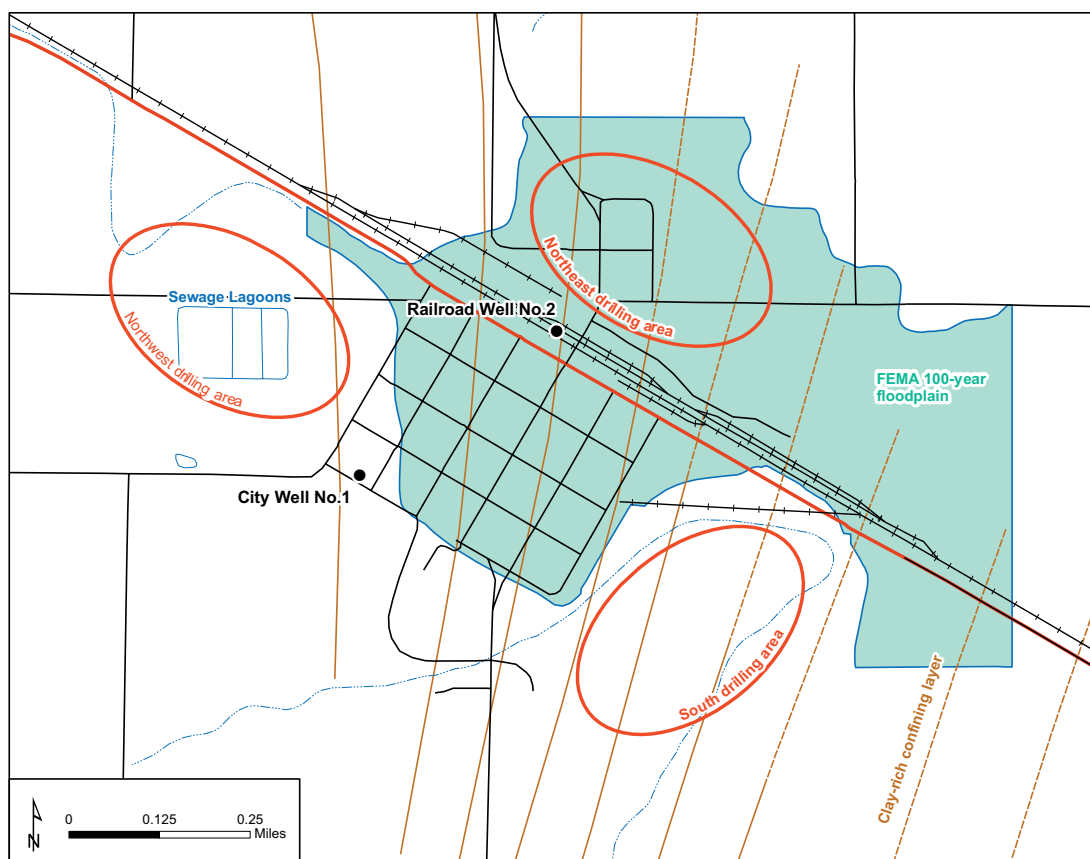 Sewage Lagoons
Northwest drilling area
Northeast drilling area
Railroad Well No.2
FEMA 100-year
floodplain
City Well No.1
South drilling area
Clay-rich confining layer
N
0 0.125 0.25
Miles